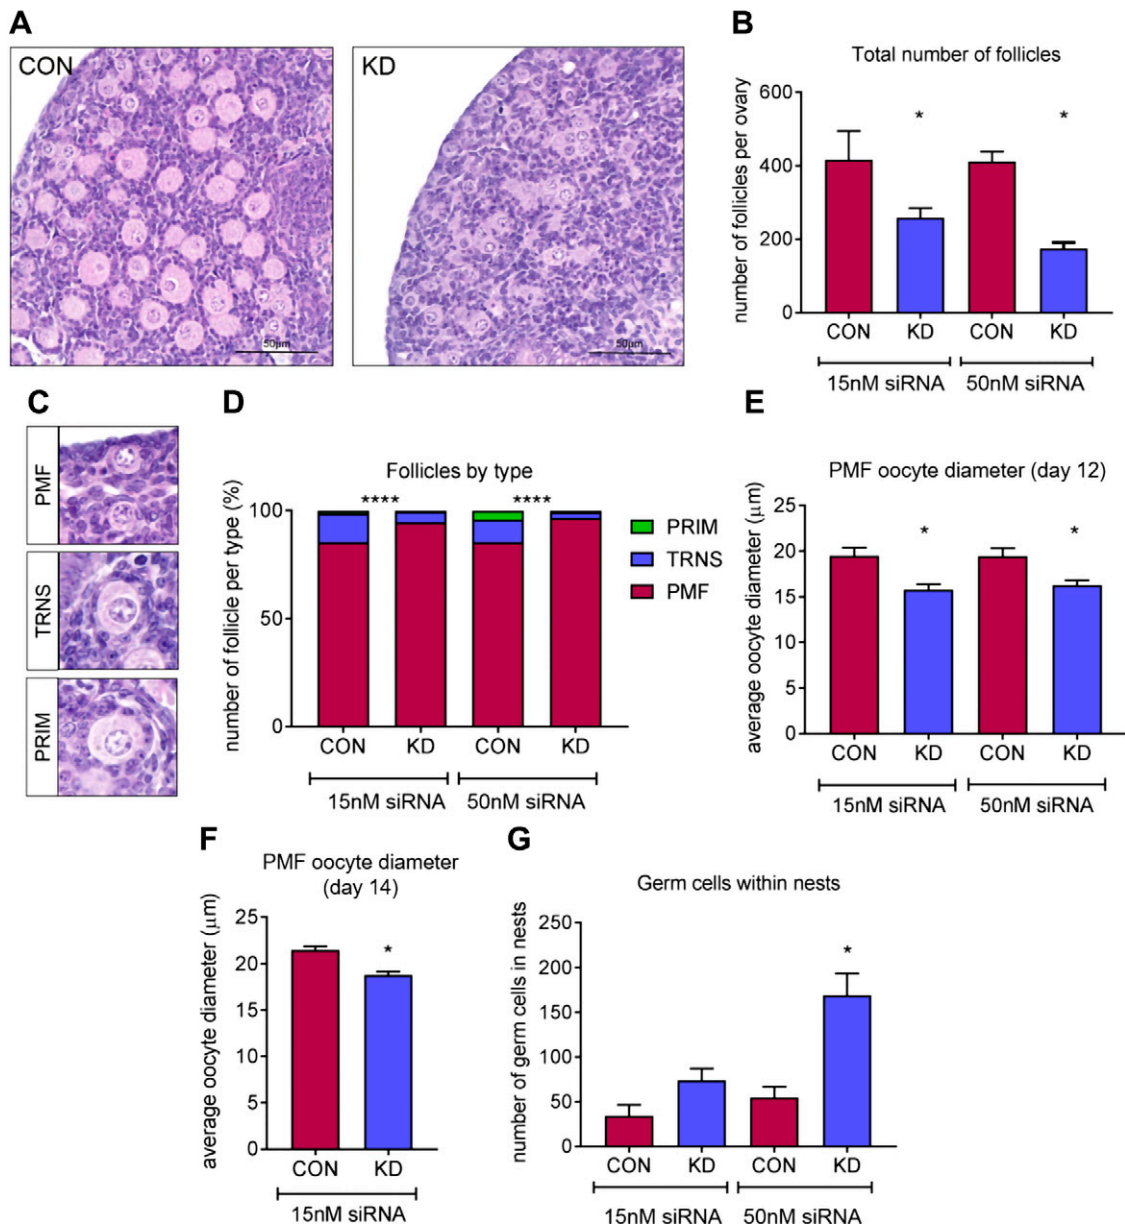 A
CON
50µm
KD
50µm
B
Total number of follicles
number of follicles per ovary
600
400
200
0
*
*
CON KD CON KD
15nM siRNA 50nM siRNA
C
PMF
TRNS
PRIM
D
Follicles by type
number of follicle per type (%)
100
50
0
**** ****
CON KD CON KD
15nM siRNA 50nM siRNA
PRIM
TRNS
PMF
E
PMF oocyte diameter (day 12)
average oocyte diameter (µm)
25
20
15
10
5
0
* *
CON KD CON KD
15nM siRNA 50nM siRNA
F
PMF oocyte diameter
(day 14)
average oocyte diameter (µm)
25
20
15
10
5
0
*
CON KD
15nM siRNA
G
Germ cells within nests
number of germ cells in nests
250
200
150
100
50
0
*
CON KD CON KD
15nM siRNA 50nM siRNA